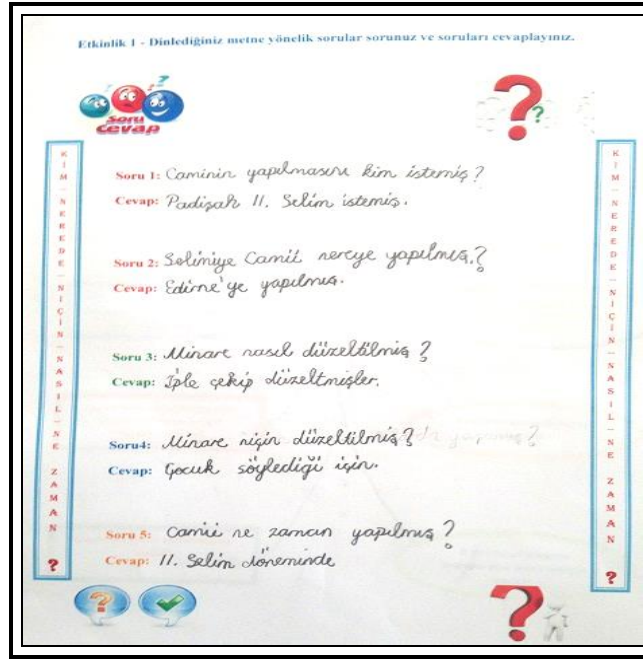 Etkinlik 1 - Dinlediğiniz metne yönelik sorular sorunuz ve soruları cevaplayınız.
Soru
Cevap
KİM – NEREDE – NİÇİN – NASIL – NE ZAMAN ?
Soru 1: Caminin yapılmasını kim istemiş?
Cevap: Padişah II. Selim istemiş.
Soru 2: Selimiye Camii nereye yapılmış?
Cevap: Edirne'ye yapılmış.
Soru 3: Minare nasıl düzeltilmiş?
Cevap: İple çekip düzeltmişler.
Soru4: Minare niçin düzeltilmiş?
Cevap: Çocuk söylediği için.
Soru 5: Camii ne zaman yapılmış?
Cevap: II. Selim döneminde
KİM – NEREDE – NİÇİN – NASIL – NE ZAMAN ?